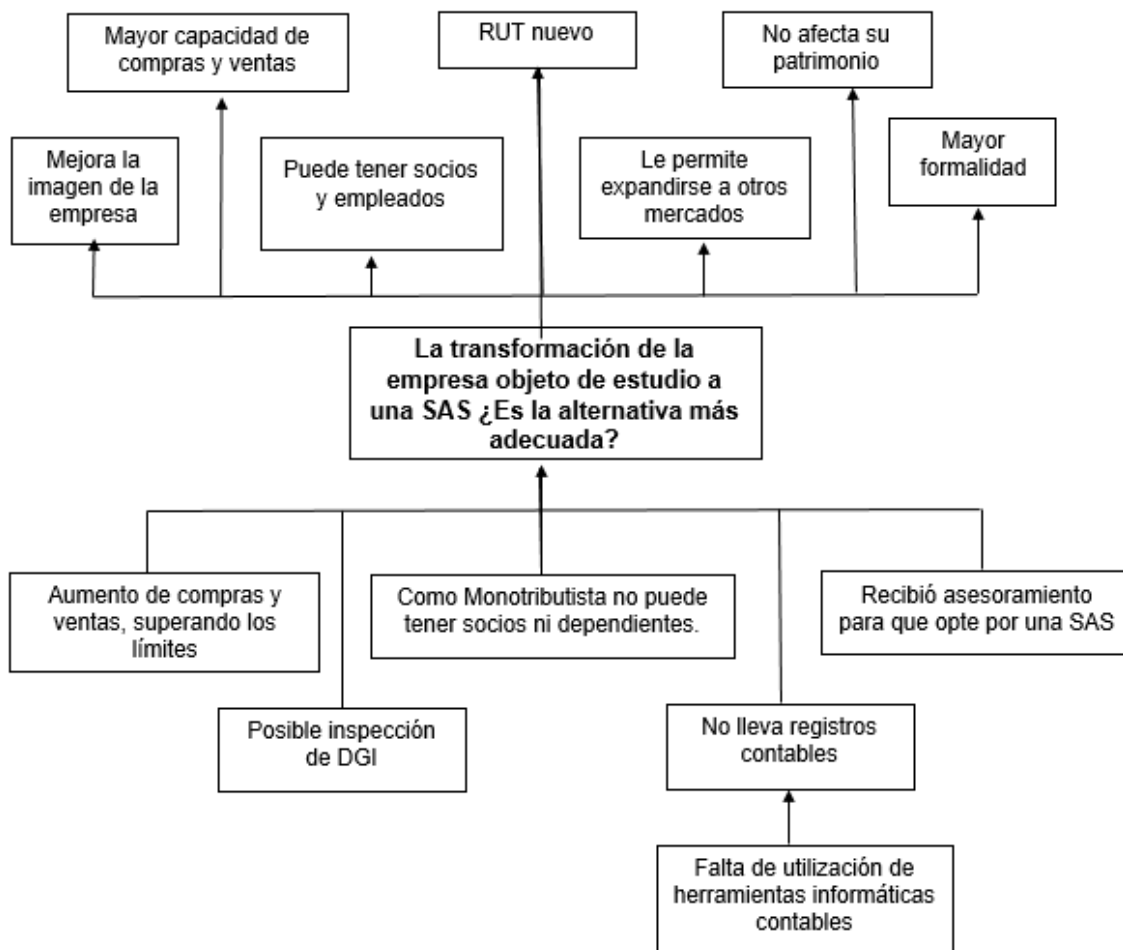 Mayor capacidad de
compras y ventas
RUT nuevo
No afecta su
patrimonio
Mejora la
imagen de la
empresa
Puede tener socios
y empleados
Le permite
expandirse a otros
mercados
Mayor
formalidad
La transformación de la
empresa objeto de estudio a
una SAS ¿Es la alternativa más
adecuada?
Aumento de compras y
ventas, superando los
límites
Como Monotributista no puede
tener socios ni dependientes.
Recibió asesoramiento
para que opte por una SAS
Posible inspección
de DGI
No lleva registros
contables
Falta de utilización de
herramientas informáticas
contables